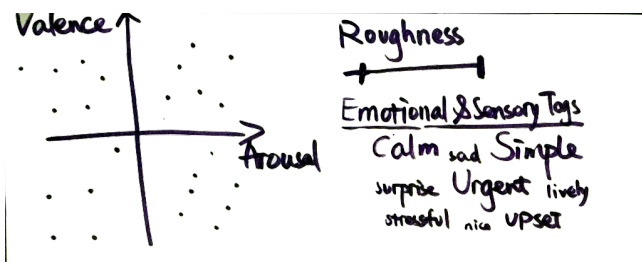 Valence
Arousal
Roughness
Emotional & Sensory Tags
Calm sad Simple
surprise Urgent lively
stressful nice upset